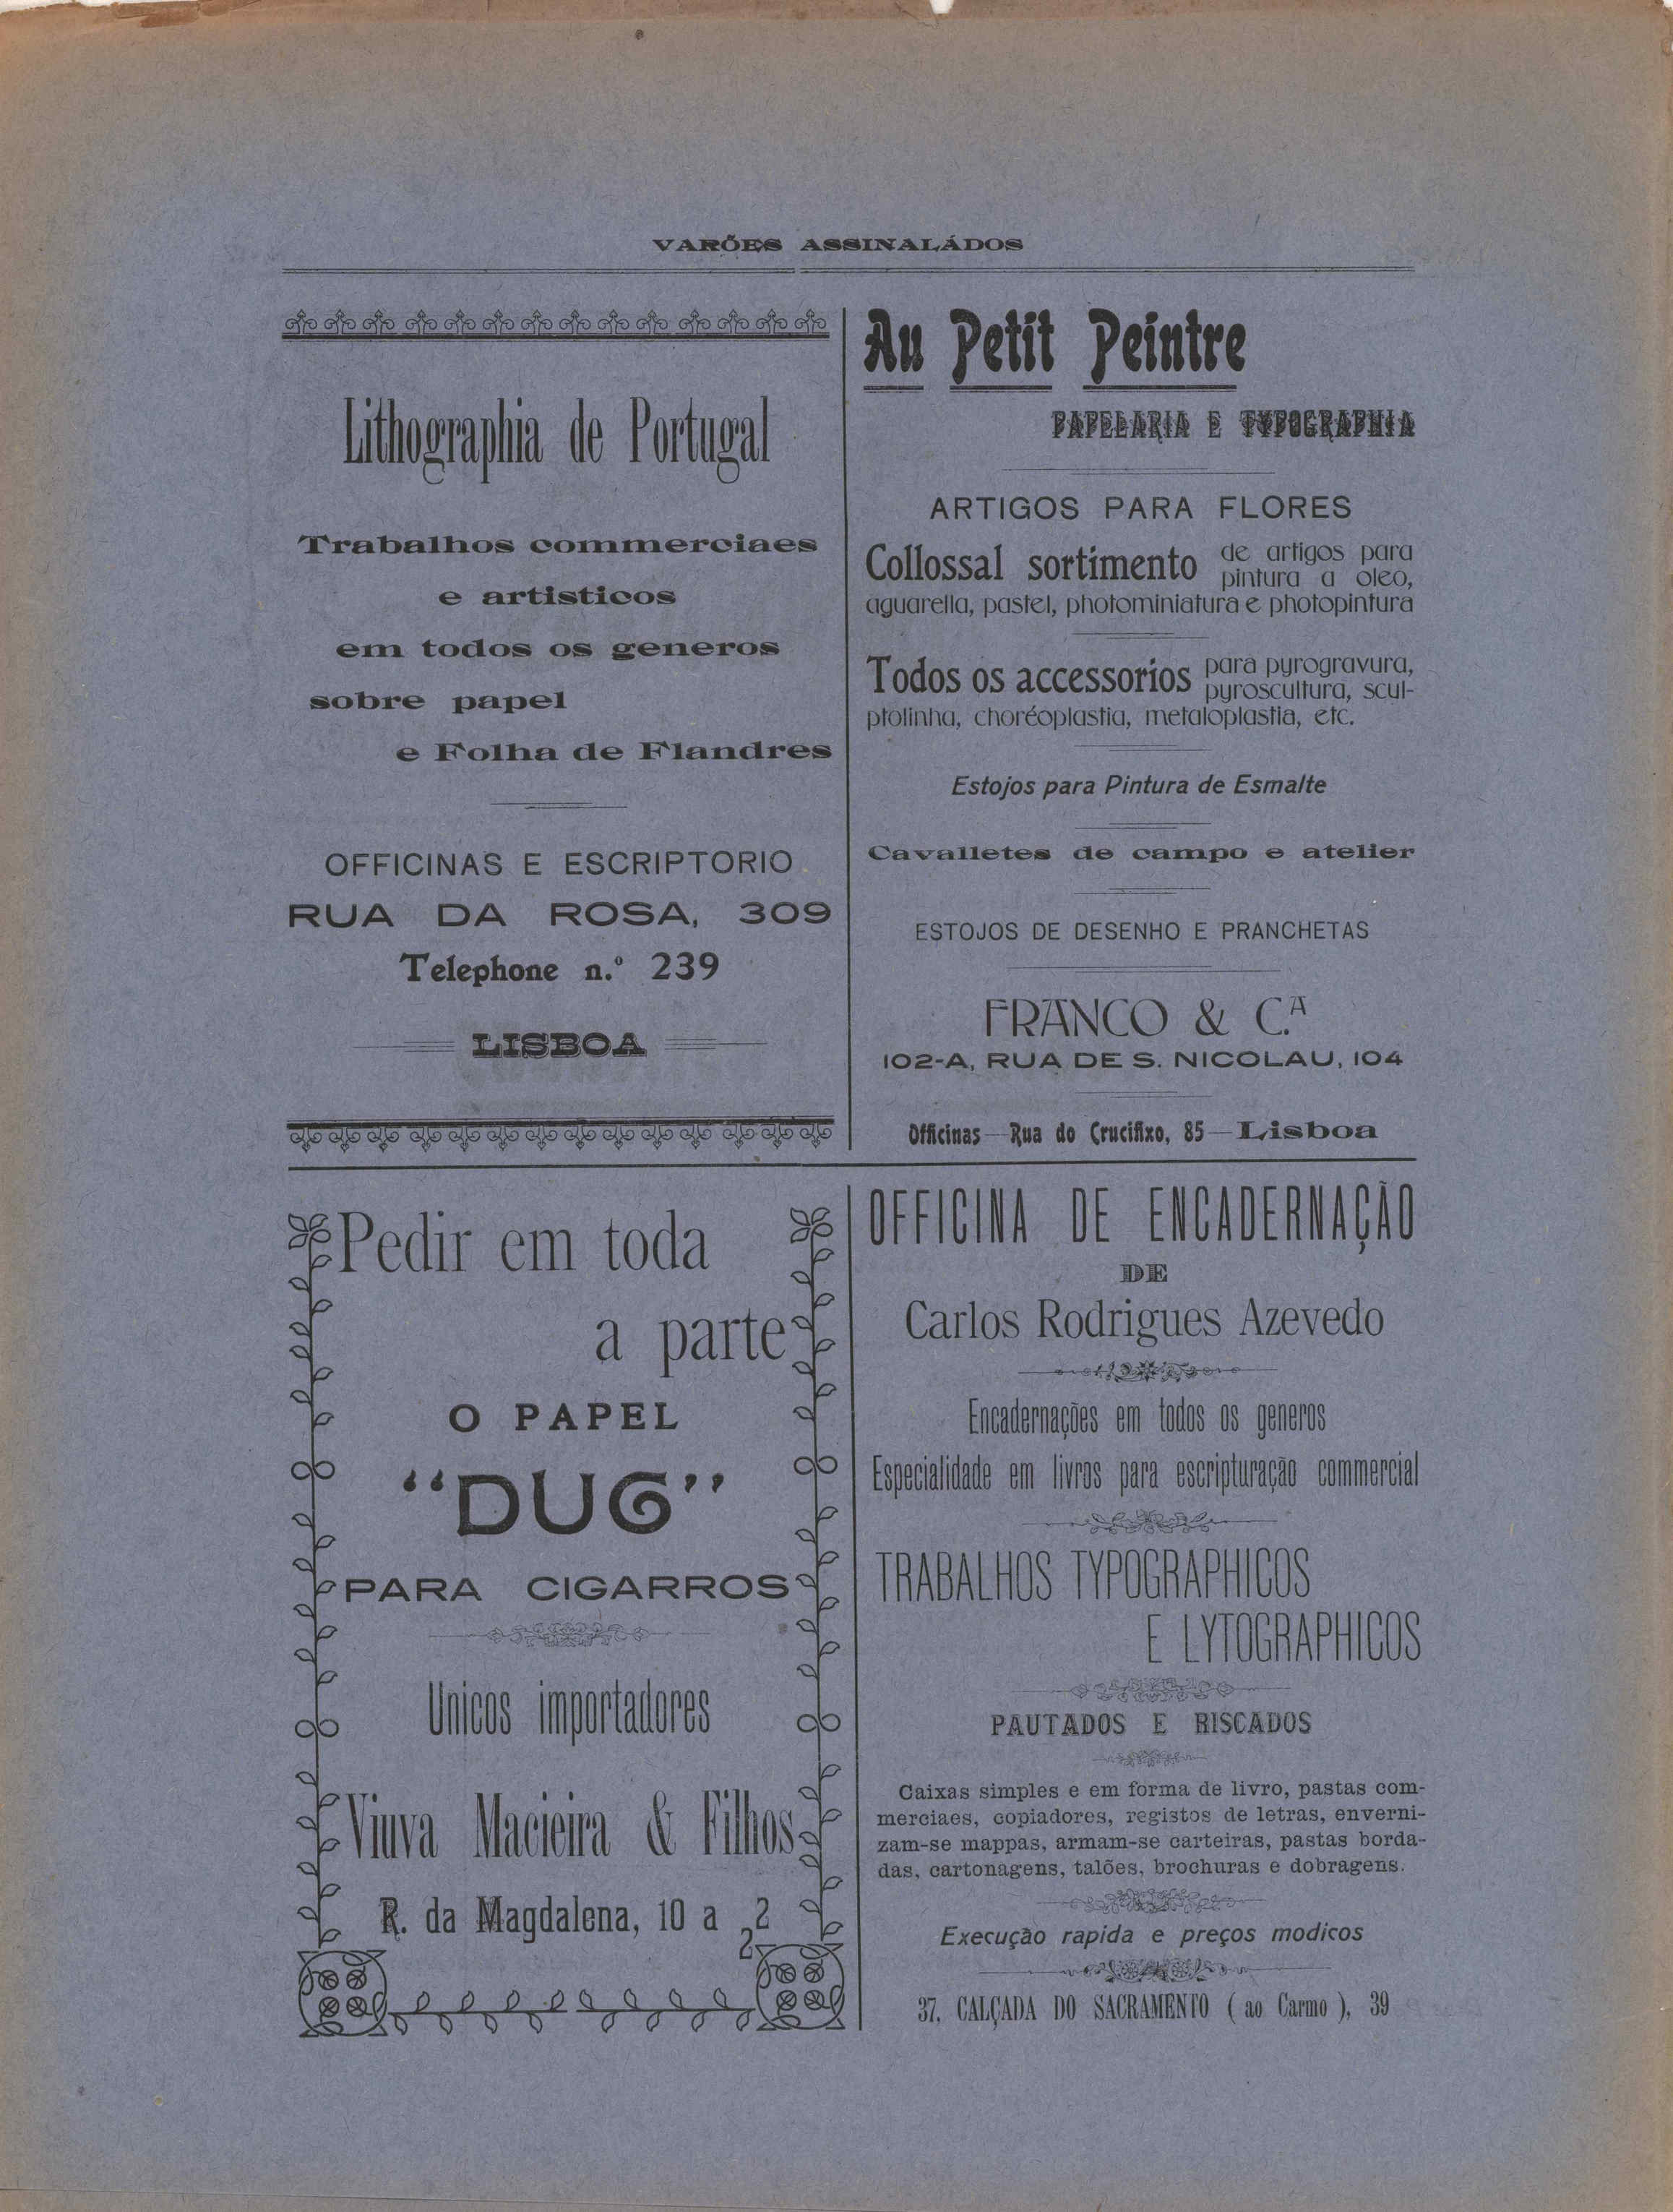 VARÕES ASSINALÁDOS
Lithographia de Portugal
Trabalhos commerciaes
e artisticos
em todos os generos
sobre papel
e Folha de Flandres
OFFICINAS E ESCRIPTORIO
RUA DA ROSA, 309
Telephone n.º 239
LISBOA
Au Petit Peintre
PAPELARIA E TYPOGRAPHIA
ARTIGOS PARA FLORES
Collossal sortimento de artigos para
pintura a oleo,
aguarella, pastel, photominiatura e photopintura
Todos os accessorios para pyrogravura,
pyroscultura, scul-
ptolinha, choréoplastia, metaloplastia, etc.
Estojos para Pintura de Esmalte
Cavalletes de campo e atelier
ESTOJOS DE DESENHO E PRANCHETAS
FRANCO & C.A
102-A, RUA DE S. NICOLAU, 104
Officinas—Rua do Crucifixo, 85—Lisboa
Pedir em toda
a parte
O PAPEL
“DUG”
PARA CIGARROS
Unicos importadores
Viuva Macieira & Filhos
R. da Magdalena, 10 a 22
OFFICINA DE ENCADERNAÇÃO
DE
Carlos Rodrigues Azevedo
Encadernações em todos os generos
Especialidade em livros para escripturação commercial
TRABALHOS TYPOGRAPHICOS
E LYTOGRAPHICOS
PAUTADOS E RISCADOS
Caixas simples e em forma de livro, pastas com-
merciaes, copiadores, registos de letras, enverni-
zam-se mappas, armam-se carteiras, pastas borda-
das, cartonagens, talões, brochuras e dobragens.
Execução rapida e preços modicos
37, CALÇADA DO SACRAMENTO ( ao Carmo ), 39